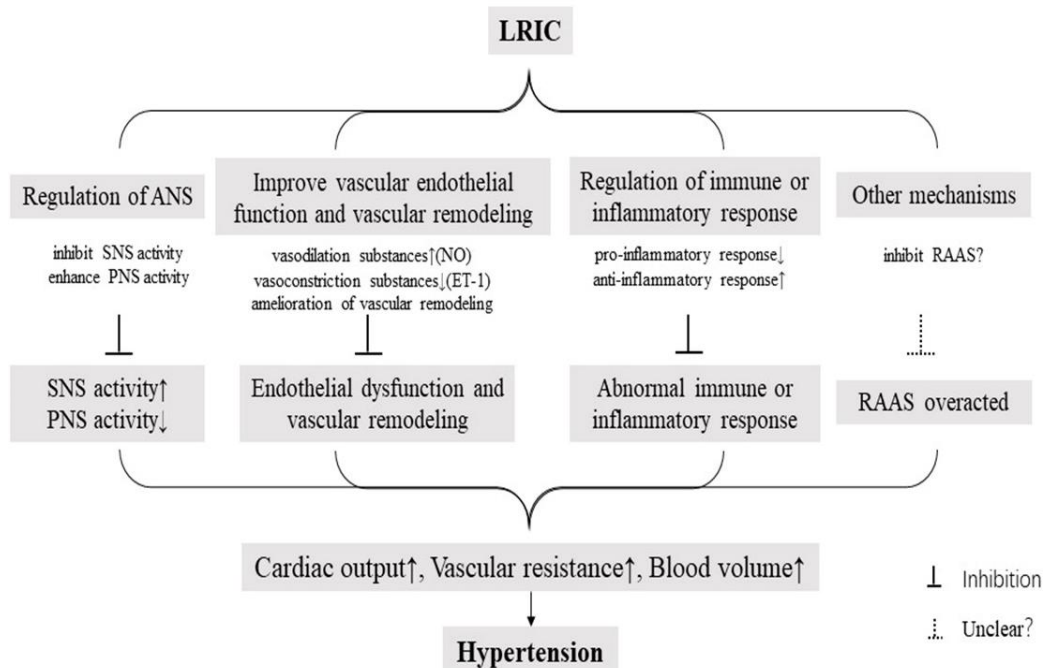 LRIC
Regulation of ANS
inhibit SNS activity
enhance PNS activity
SNS activity↑
PNS activity↓
Improve vascular endothelial
function and vascular remodeling
vasodilation substances↑(NO)
vasoconstriction substances↓(ET-1)
amelioration of vascular remodeling
Endothelial dysfunction and
vascular remodeling
Regulation of immune or
inflammatory response
pro-inflammatory response↓
anti-inflammatory response↑
Abnormal immune or
inflammatory response
Other mechanisms
inhibit RAAS?
RAAS overacted
Cardiac output↑, Vascular resistance↑, Blood volume↑
Hypertension
Inhibition
Unclear?